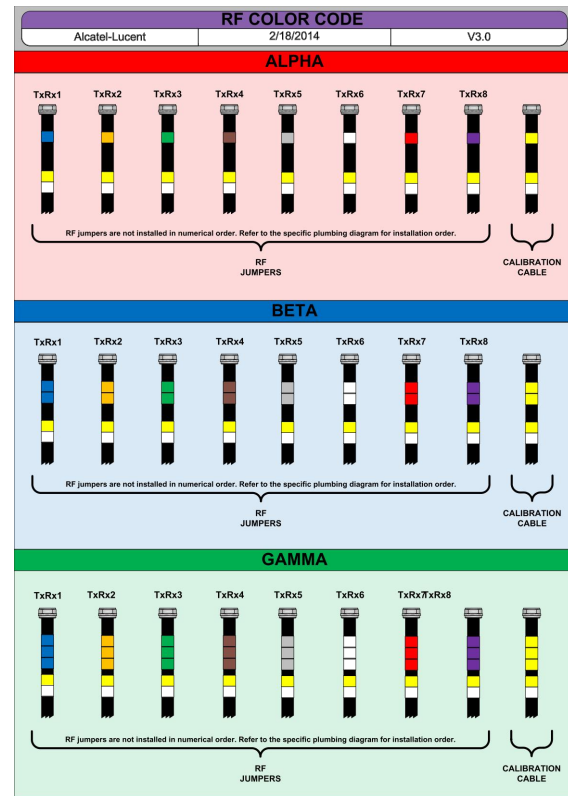 RF COLOR CODE
Alcatel-Lucent 2/18/2014 V3.0
ALPHA
TxRx1 TxRx2 TxRx3 TxRx4 TxRx5 TxRx6 TxRx7 TxRx8
RF jumpers are not installed in numerical order. Refer to the specific plumbing diagram for installation order.
RF
JUMPERS
CALIBRATION
CABLE
BETA
TxRx1 TxRx2 TxRx3 TxRx4 TxRx5 TxRx6 TxRx7 TxRx8
RF jumpers are not installed in numerical order. Refer to the specific plumbing diagram for installation order.
RF
JUMPERS
CALIBRATION
CABLE
GAMMA
TxRx1 TxRx2 TxRx3 TxRx4 TxRx5 TxRx6 TxRx7 TxRx8
RF jumpers are not installed in numerical order. Refer to the specific plumbing diagram for installation order.
RF
JUMPERS
CALIBRATION
CABLE